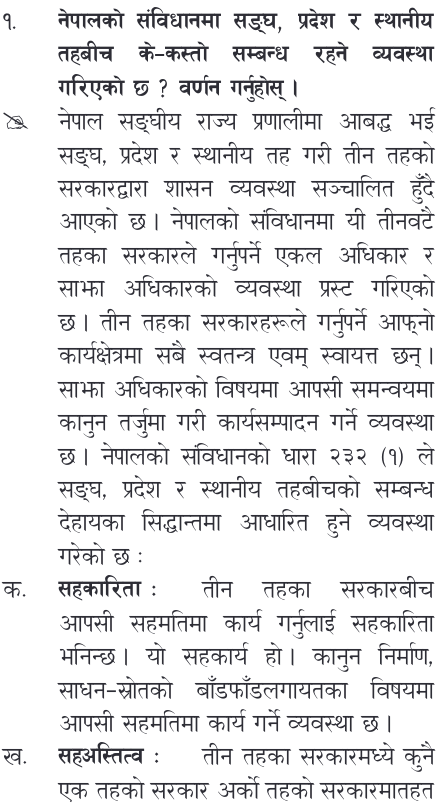 १. नेपालको संविधानमा सङ्घ, प्रदेश र स्थानीय
तहबीच के-कस्तो सम्बन्ध रहने व्यवस्था
गरिएको छ ? वर्णन गर्नुहोस् ।
नेपाल सङ्घीय राज्य प्रणालीमा आबद्ध भई
सङ्घ, प्रदेश र स्थानीय तह गरी तीन तहको
सरकारद्वारा शासन व्यवस्था सञ्चालित हुँदै
आएको छ । नेपालको संविधानमा यी तीनवटै
तहका सरकारले गर्नुपर्ने एकल अधिकार र
साझा अधिकारको व्यवस्था प्रस्ट गरिएको
छ । तीन तहका सरकारहरूले गर्नुपर्ने आफ्नो
कार्यक्षेत्रमा सबै स्वतन्त्र एवम् स्वायत्त छन् ।
साझा अधिकारको विषयमा आपसी समन्वयमा
कानुन तर्जुमा गरी कार्यसम्पादन गर्ने व्यवस्था
छ । नेपालको संविधानको धारा २३२ (१) ले
सङ्घ, प्रदेश र स्थानीय तहबीचको सम्बन्ध
देहायका सिद्धान्तमा आधारित हुने व्यवस्था
गरेको छ :
क. सहकारिता : तीन तहका सरकारबीच
आपसी सहमतिमा कार्य गर्नुलाई सहकारिता
भनिन्छ । यो सहकार्य हो । कानुन निर्माण,
साधन-स्रोतको बाँडफाँडलगायतका विषयमा
आपसी सहमतिमा कार्य गर्ने व्यवस्था छ ।
ख. सहअस्तित्व : तीन तहका सरकारमध्ये कुनै
एक तहको सरकार अर्को तहको सरकारमातहत